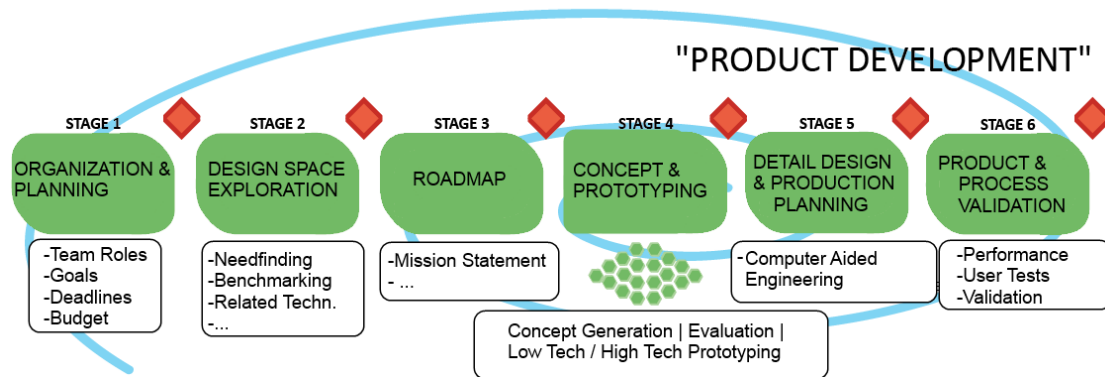 "PRODUCT DEVELOPMENT"
STAGE 1
ORGANIZATION &
PLANNING
-Team Roles
-Goals
-Deadlines
-Budget
STAGE 2
DESIGN SPACE
EXPLORATION
-Needfinding
-Benchmarking
-Related Techn.
-...
STAGE 3
ROADMAP
-Mission Statement
- ...
STAGE 4
CONCEPT &
PROTOTYPING
Concept Generation | Evaluation |
Low Tech / High Tech Prototyping
STAGE 5
DETAIL DESIGN
& PRODUCTION
PLANNING
-Computer Aided
Engineering
STAGE 6
PRODUCT &
PROCESS
VALIDATION
-Performance
-User Tests
-Validation